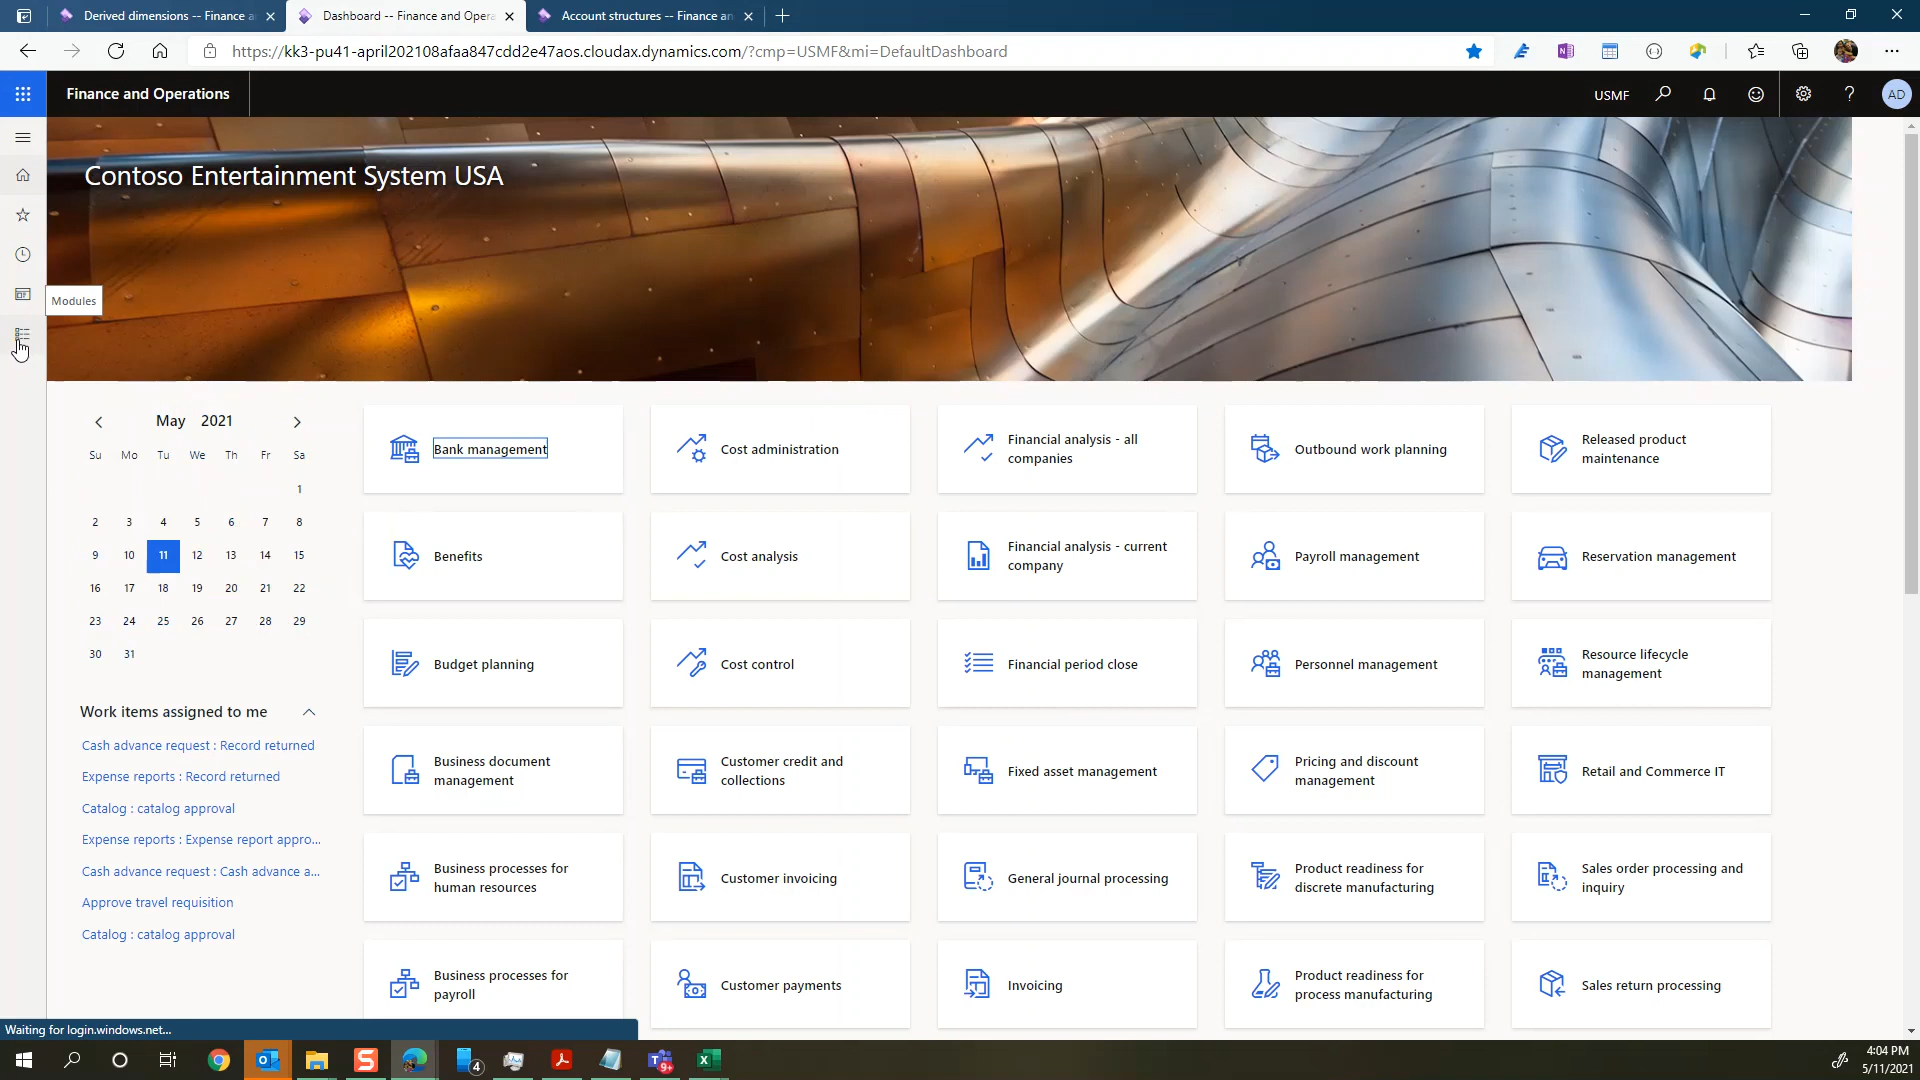 Derived dimensions -- Finance a
Dashboard -- Finance and Opera
Account structures -- Finance an
https://kk3-pu41-april202108afaa847cdd2e47aos.cloudax.dynamics.com/?cmp=USMF&mi=DefaultDashboard
Finance and Operations
USMF
?
AD
Contoso Entertainment System USA
Modules
May 2021
Su Mo Tu We Th Fr Sa
1
2 3 4 5 6 7 8
9 10 11 12 13 14 15
16 17 18 19 20 21 22
23 24 25 26 27 28 29
30 31
Work items assigned to me
Cash advance request : Record returned
Expense reports : Record returned
Catalog : catalog approval
Expense reports : Expense report appro...
Cash advance request : Cash advance a...
Approve travel requisition
Catalog : catalog approval
Bank management
Cost administration
Financial analysis - all
companies
Outbound work planning
Released product
maintenance
Benefits
Cost analysis
Financial analysis - current
company
Payroll management
Reservation management
Budget planning
Cost control
Financial period close
Personnel management
Resource lifecycle
management
Business document
management
Customer credit and
collections
Fixed asset management
Pricing and discount
management
Retail and Commerce IT
Business processes for
human resources
Customer invoicing
General journal processing
Product readiness for
discrete manufacturing
Sales order processing and
inquiry
Business processes for
payroll
Customer payments
Invoicing
Product readiness for
process manufacturing
Sales return processing
Waiting for login.windows.net...
4
9+
4:04 PM
5/11/2021